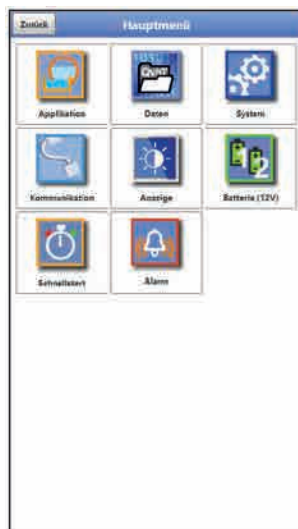 Zurück
Hauptmenü
Applikation
Daten
System
Kommunikation
Anzeige
Batterie (12V)
Schnellstart
Alarm